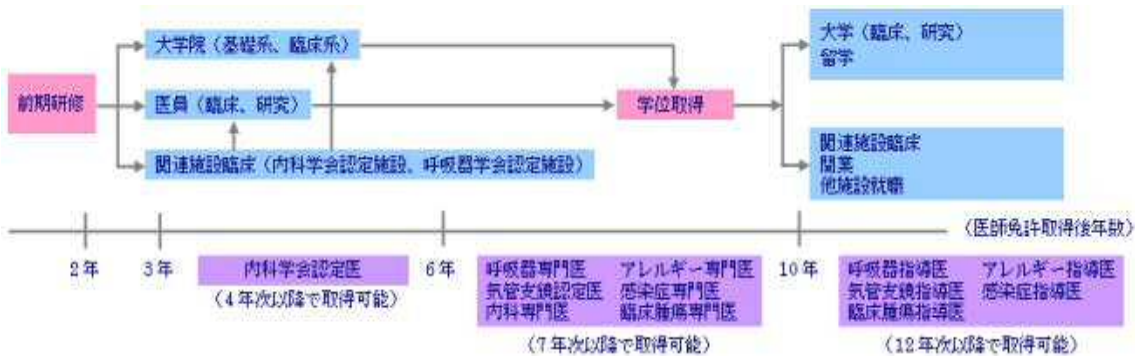 大学院（基礎系、臨床系）
大学（臨床、研究）
留学
前期研修
医員（臨床、研究）
学位取得
関連施設臨床（内科学会認定施設、呼吸器学会認定施設）
関連施設臨床
開業
他施設就職
（医師免許取得後年数）
2年
3年
6年
10年
内科学会認定医
（4年次以降で取得可能）
呼吸器専門医 アレルギー専門医
気管支鏡認定医 感染症専門医
内科専門医 臨床腫瘍専門医
（7年次以降で取得可能）
呼吸器指導医 アレルギー指導医
気管支鏡指導医 感染症指導医
臨床腫瘍指導医
（12年次以降で取得可能）